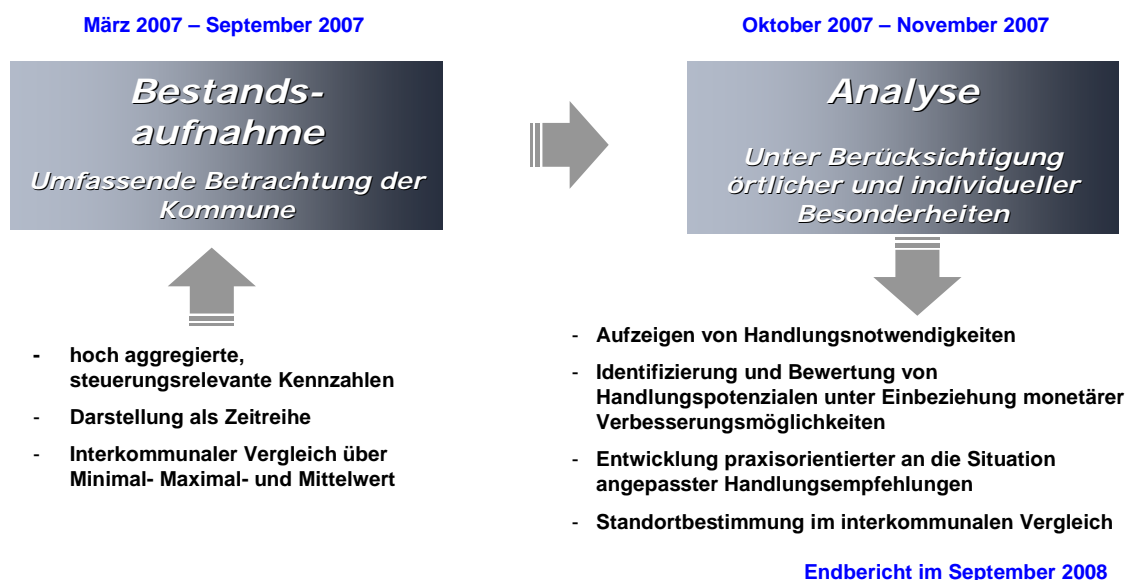 März 2007 – September 2007
Bestands-
aufnahme
Umfassende Betrachtung der
Kommune
- hoch aggregierte,
steuerungsrelevante Kennzahlen
- Darstellung als Zeitreihe
- Interkommunaler Vergleich über
Minimal- Maximal- und Mittelwert
Oktober 2007 – November 2007
Analyse
Unter Berücksichtigung
örtlicher und individueller
Besonderheiten
- Aufzeigen von Handlungsnotwendigkeiten
- Identifizierung und Bewertung von
Handlungspotenzialen unter Einbeziehung monetärer
Verbesserungsmöglichkeiten
- Entwicklung praxisorientierter an die Situation
angepasster Handlungsempfehlungen
- Standortbestimmung im interkommunalen Vergleich
Endbericht im September 2008